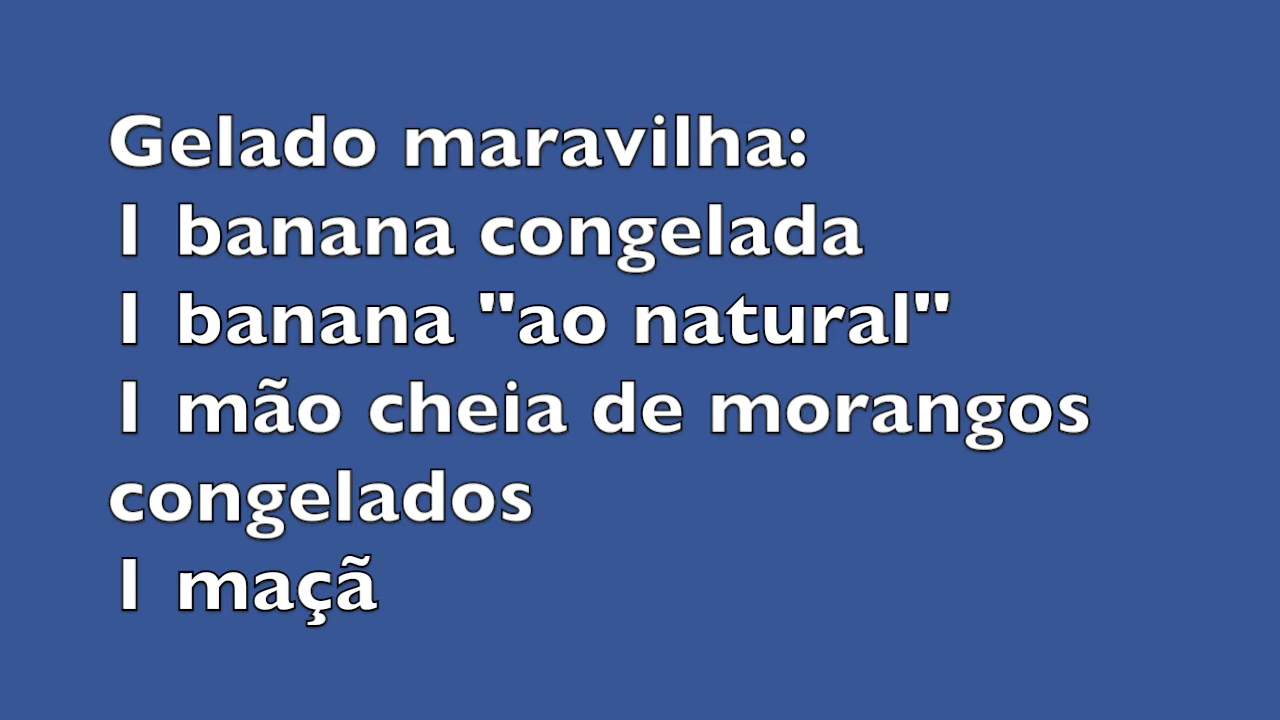 Gelado maravilha:
1 banana congelada
1 banana "ao natural"
1 mão cheia de morangos
congelados
1 maçã